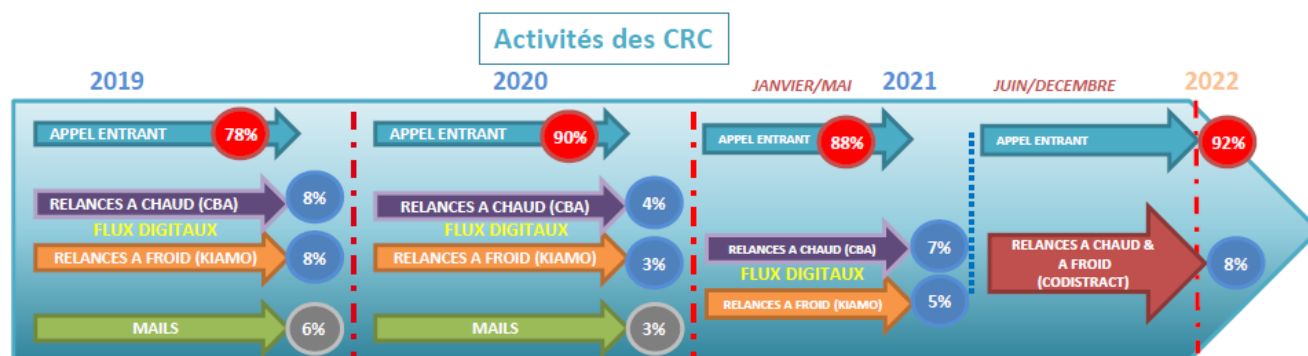 Activités des CRC
2019
2020
JANVIER/MAI
2021
JUIN/DECEMBRE
2022
APPEL ENTRANT
78%
APPEL ENTRANT
90%
APPEL ENTRANT
88%
APPEL ENTRANT
92%
RELANCES A CHAUD (CBA)
8%
FLUX DIGITAUX
RELANCES A FROID (KIAMO)
8%
MAILS
6%
RELANCES A CHAUD (CBA)
4%
FLUX DIGITAUX
RELANCES A FROID (KIAMO)
3%
MAILS
3%
RELANCES A CHAUD (CBA)
7%
FLUX DIGITAUX
RELANCES A FROID (KIAMO)
5%
RELANCES A CHAUD &
A FROID
(CODISTRACT)
8%